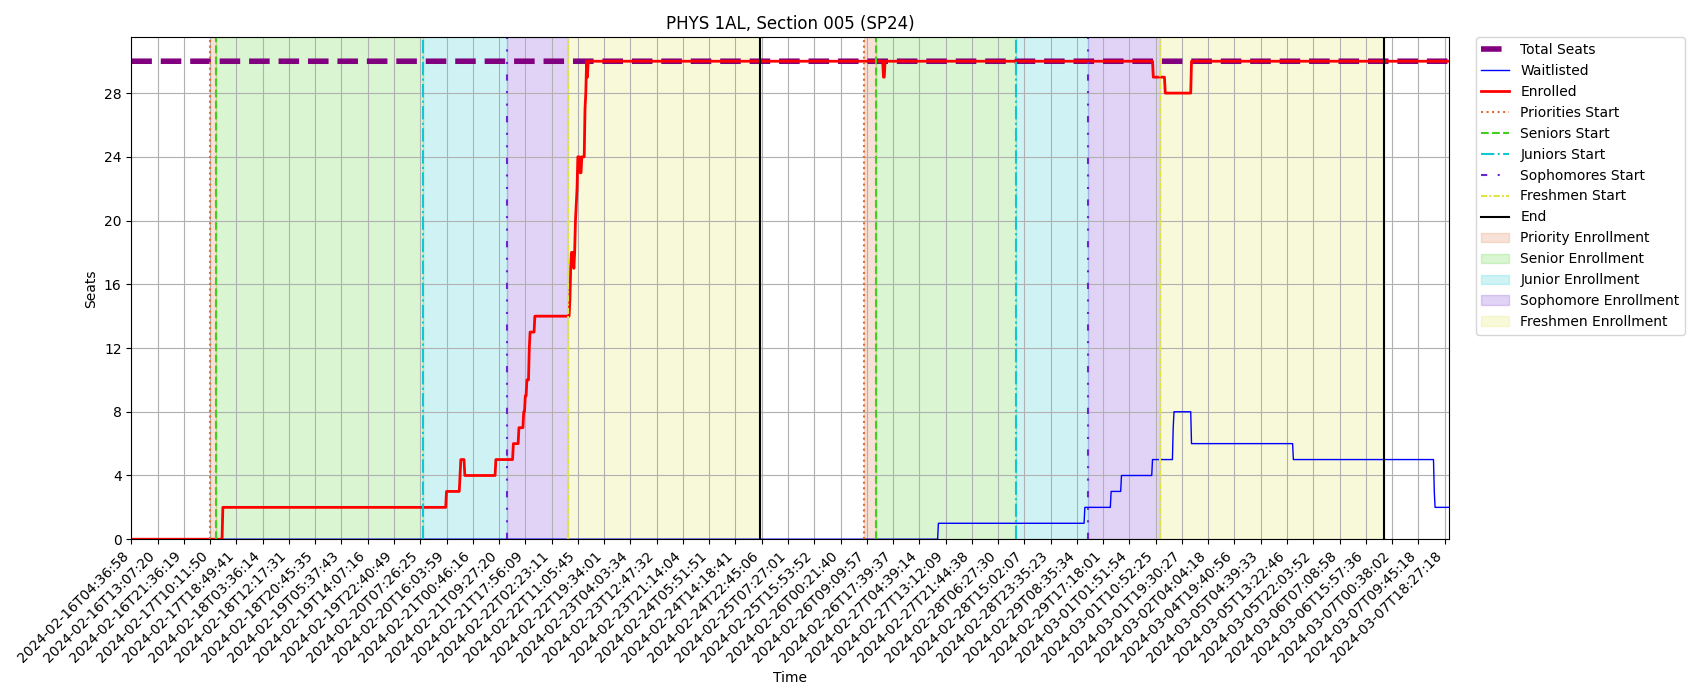 PHYS 1AL, Section 005 (SP24)
Seats
28
24
20
16
12
8
4
0
2024-02-16T04:36:58
2024-02-16T13:07:20
2024-02-16T21:36:19
2024-02-17T10:11:50
2024-02-17T18:49:41
2024-02-18T03:36:14
2024-02-18T12:17:31
2024-02-18T20:45:35
2024-02-19T05:37:43
2024-02-19T14:07:16
2024-02-19T22:40:49
2024-02-20T07:26:25
2024-02-20T16:03:59
2024-02-21T00:46:16
2024-02-21T09:27:20
2024-02-21T17:56:09
2024-02-22T02:23:11
2024-02-22T11:05:45
2024-02-22T19:34:01
2024-02-23T04:03:34
2024-02-23T12:47:32
2024-02-23T21:14:04
2024-02-24T05:51:51
2024-02-24T14:18:41
2024-02-24T22:45:06
2024-02-25T07:27:01
2024-02-25T15:53:52
2024-02-26T00:21:40
2024-02-26T09:09:57
2024-02-26T17:39:37
2024-02-27T04:39:14
2024-02-27T13:12:09
2024-02-27T21:44:38
2024-02-28T06:27:30
2024-02-28T15:02:07
2024-02-28T23:35:23
2024-02-29T08:35:34
2024-02-29T17:18:01
2024-03-01T01:51:54
2024-03-01T10:52:25
2024-03-01T19:30:27
2024-03-02T04:04:18
2024-03-04T19:40:56
2024-03-05T04:39:33
2024-03-05T13:22:46
2024-03-05T22:03:52
2024-03-06T07:08:58
2024-03-06T15:57:36
2024-03-07T00:38:02
2024-03-07T09:45:18
2024-03-07T18:27:18
Time
Total Seats
Waitlisted
Enrolled
Priorities Start
Seniors Start
Juniors Start
Sophomores Start
Freshmen Start
End
Priority Enrollment
Senior Enrollment
Junior Enrollment
Sophomore Enrollment
Freshmen Enrollment